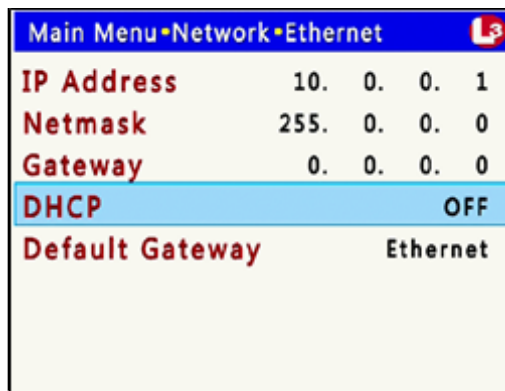 Main Menu•Network•Ethernet L3
IP Address 10. 0. 0. 1
Netmask 255. 0. 0. 0
Gateway 0. 0. 0. 0
DHCP OFF
Default Gateway Ethernet